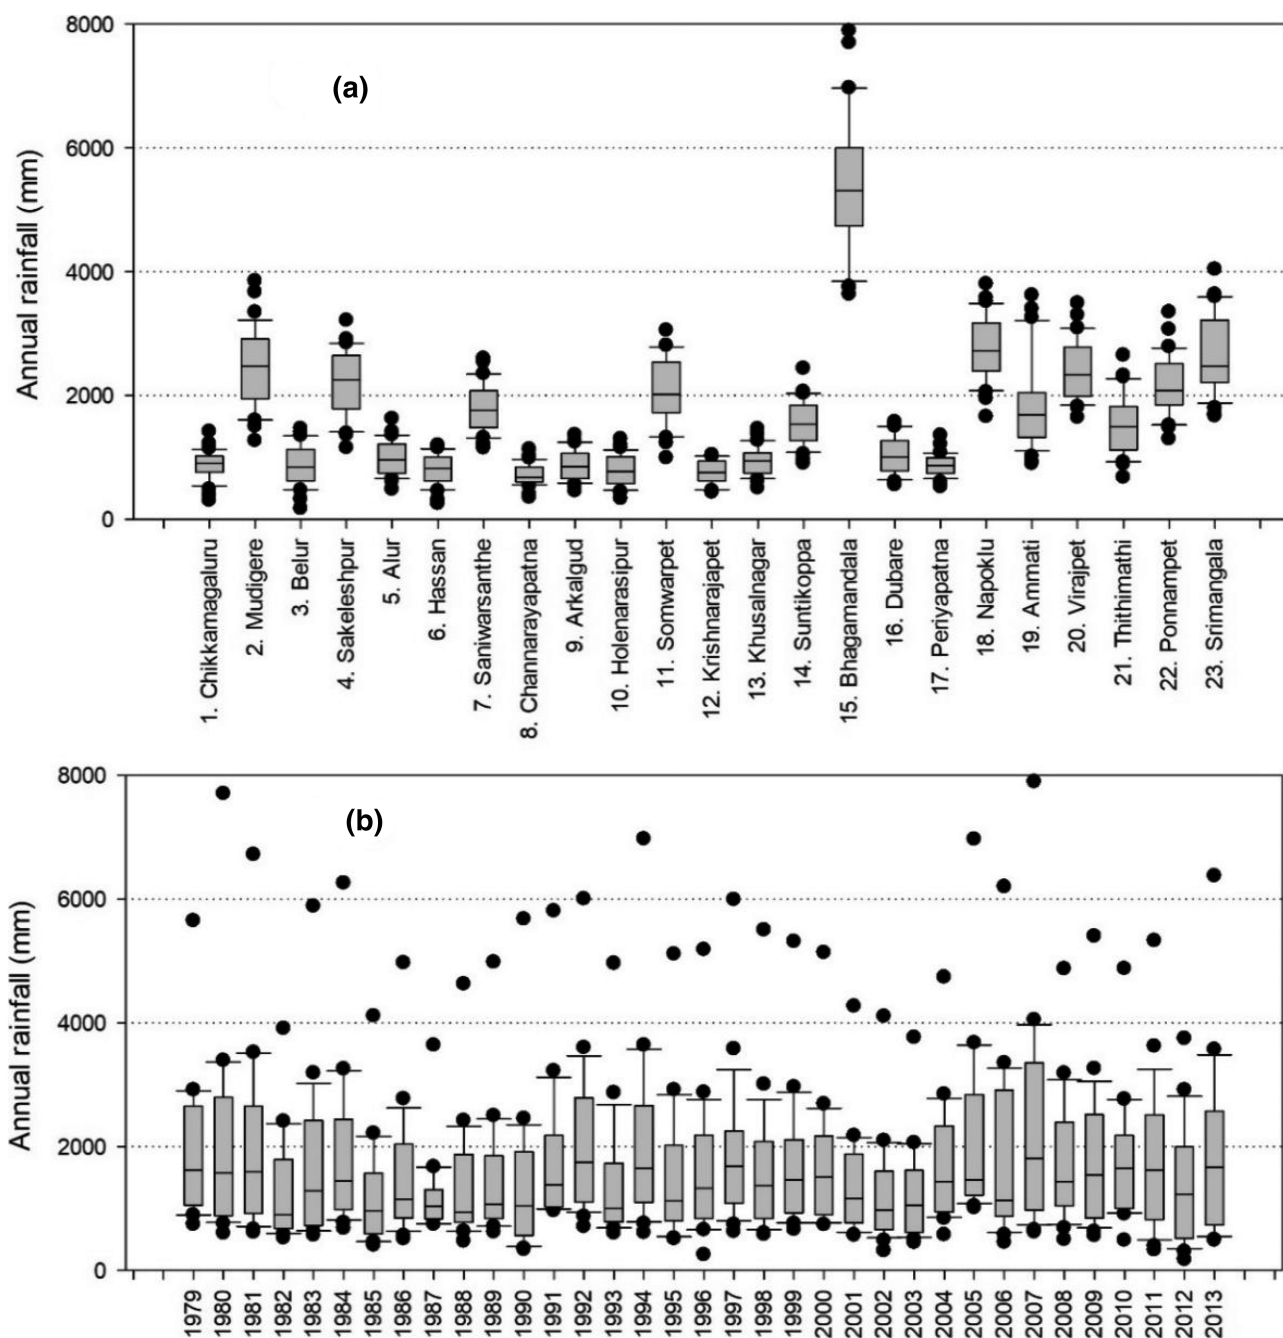 (a)
Annual rainfall (mm)
8000
6000
4000
2000
0
1. Chikkamagaluru
2. Mudigere
3. Belur
4. Sakeleshpur
5. Alur
6. Hassan
7. Saniwarsanthe
8. Channarayapatna
9. Arkalgud
10. Holenarasipur
11. Somwarpet
12. Krishnarajapet
13. Khusalnagar
14. Suntikoppa
15. Bhagamandala
16. Dubare
17. Periyapatna
18. Napoklu
19. Ammati
20. Virajpet
21. Thithimathi
22. Ponnampet
23. Srimangala
(b)
Annual rainfall (mm)
8000
6000
4000
2000
0
1979
1980
1981
1982
1983
1984
1985
1986
1987
1988
1989
1990
1991
1992
1993
1994
1995
1996
1997
1998
1999
2000
2001
2002
2003
2004
2005
2006
2007
2008
2009
2010
2011
2012
2013